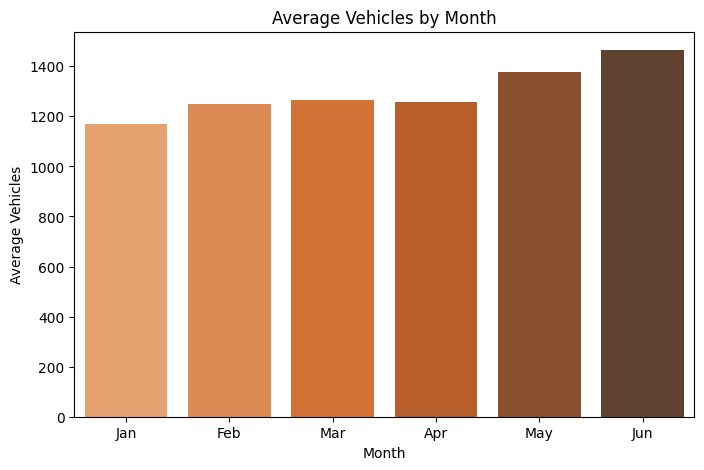 Average Vehicles by Month
Average Vehicles
1400
1200
1000
800
600
400
200
0
Jan Feb Mar Apr May Jun
Month